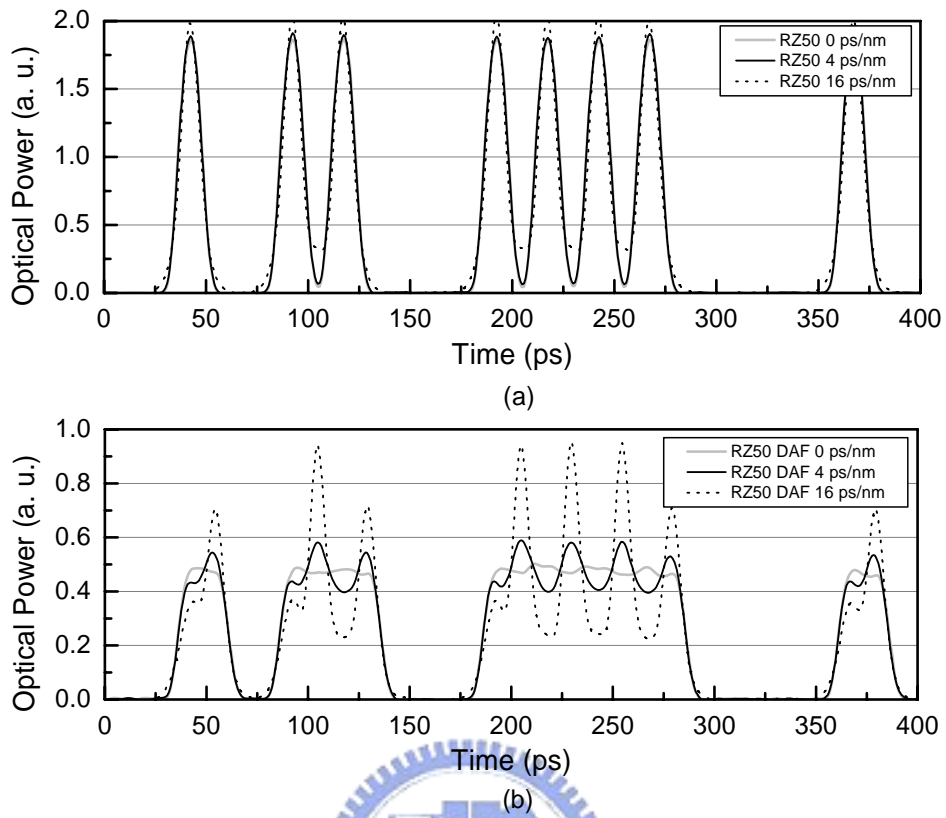 2.0
1.5
1.0
0.5
0.0
Optical Power (a. u.)
RZ50 0 ps/nm
RZ50 4 ps/nm
RZ50 16 ps/nm
0 50 100 150 200 250 300 350 400
Time (ps)
(a)
1.0
0.8
0.6
0.4
0.2
0.0
Optical Power (a. u.)
RZ50 DAF 0 ps/nm
RZ50 DAF 4 ps/nm
RZ50 DAF 16 ps/nm
0 50 100 150 200 250 300 350 400
Time (ps)
(b)